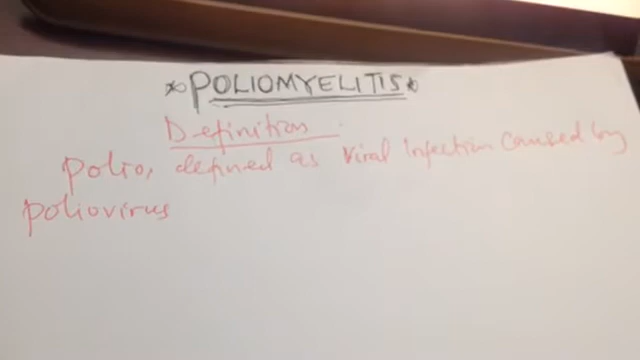 *POLIOMYELITIS*
Definition.
polio, defined as viral infection caused by
poliovirus